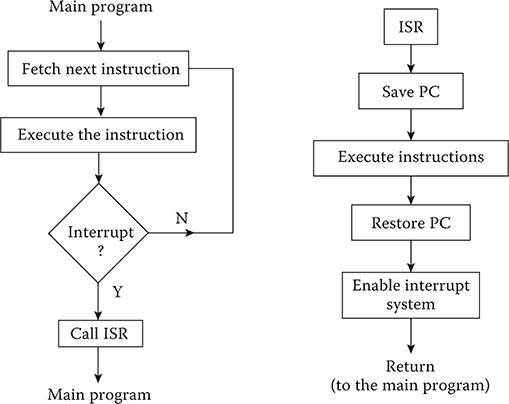 Main program
Fetch next instruction
Execute the instruction
Interrupt
?
N
Y
Call ISR
Main program
ISR
Save PC
Execute instructions
Restore PC
Enable interrupt
system
Return
(to the main program)